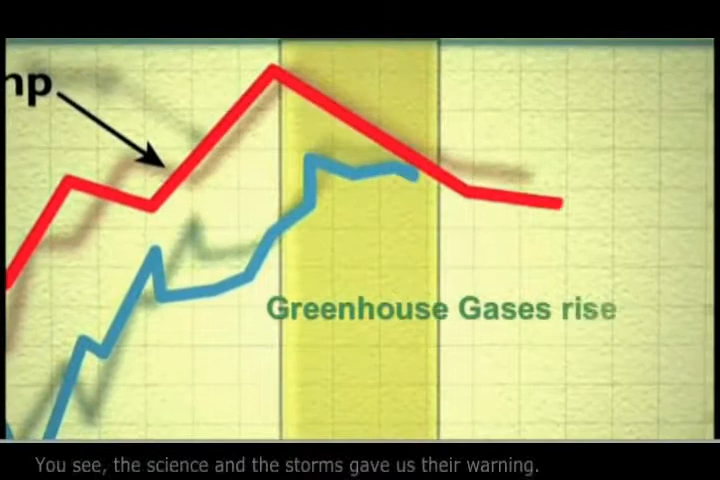 np
Greenhouse Gases rise
You see, the science and the storms gave us their warning.